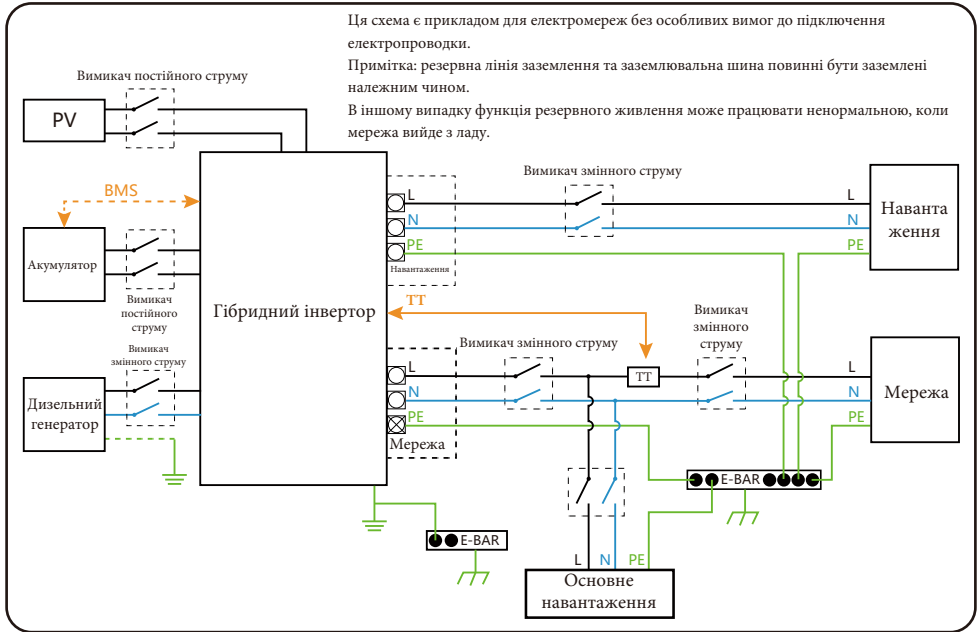 Ця схема є прикладом для електромереж без особливих вимог до підключення
електропроводки.
Примітка: резервна лінія заземлення та заземлювальна шина повинні бути заземлені
належним чином.
В іншому випадку функція резервного живлення може працювати ненормальною, коли
мережа вийде з ладу.
Вимикач постійного струму
PV
BMS
Акумулятор
Вимикач
постійного
струму
Вимикач
змінного струму
Дизельний
генератор
Гібридний інвертор
L
N
PE
Навантаження
Вимикач змінного струму
L
N
PE
Наванта
ження
ТТ
Вимикач змінного струму
Вимикач
змінного
струму
L
N
PE
Мережа
ТТ
L
N
PE
Мережа
E-BAR
E-BAR
L
N
PE
Основне
навантаження